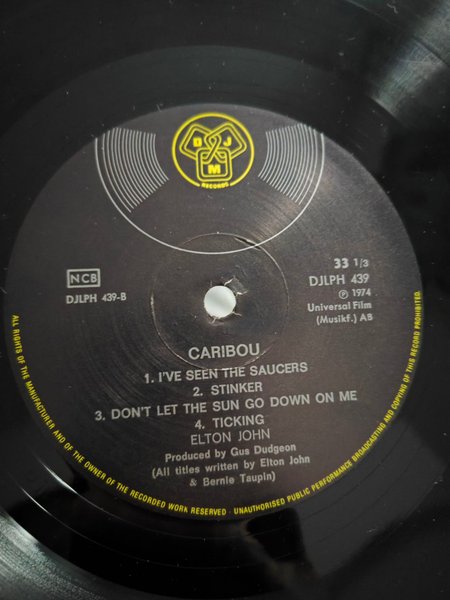 D J
M
RECORDS
NCB
DJLPH 439-B
33 1/3
DJLPH 439
℗ 1974
Universal Film
(Musikf.) AB
CARIBOU
1. I'VE SEEN THE SAUCERS
2. STINKER
3. DON'T LET THE SUN GO DOWN ON ME
4. TICKING
ELTON JOHN
Produced by Gus Dudgeon
(All titles written by Elton John
& Bernie Taupin)
ALL RIGHTS OF THE MANUFACTURER AND OF THE OWNER OF THE RECORDED WORK RESERVED · UNAUTHORISED PUBLIC PERFORMANCE BROADCASTING AND COPYING OF THIS RECORD PROHIBITED.